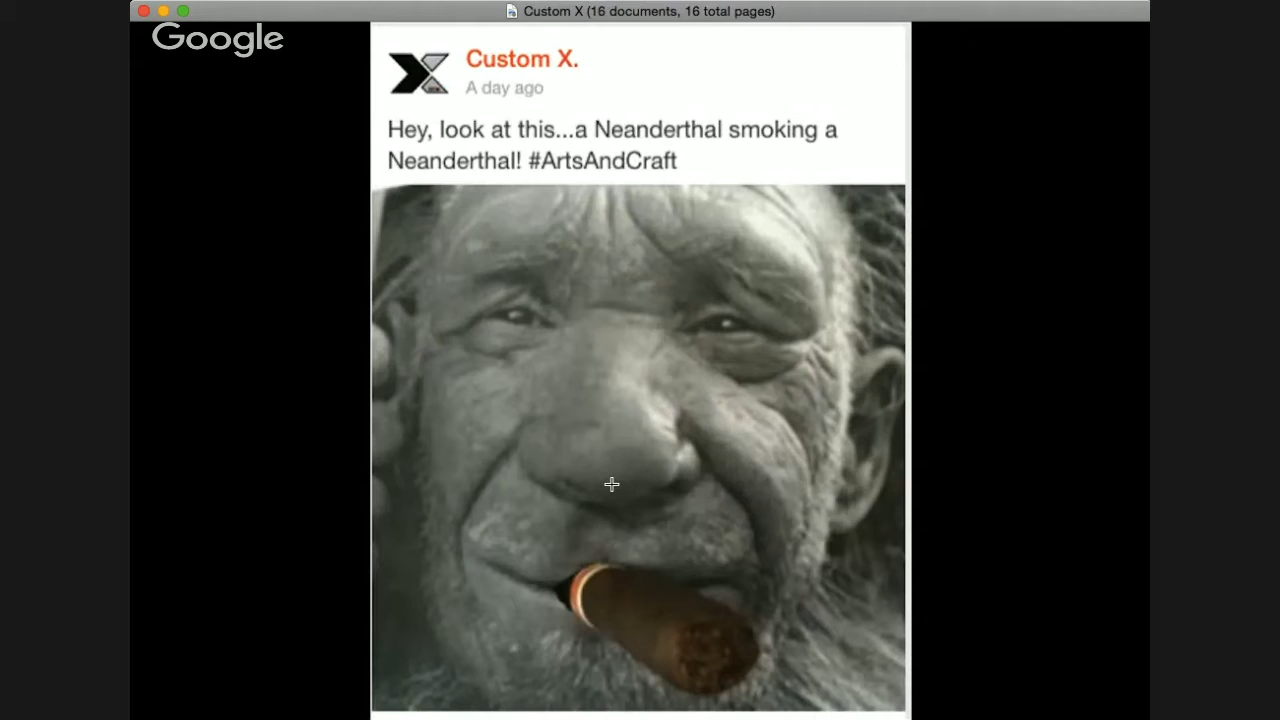 Custom X (16 documents, 16 total pages)
Google
Custom X.
A day ago
Hey, look at this...a Neanderthal smoking a
Neanderthal! #ArtsAndCraft